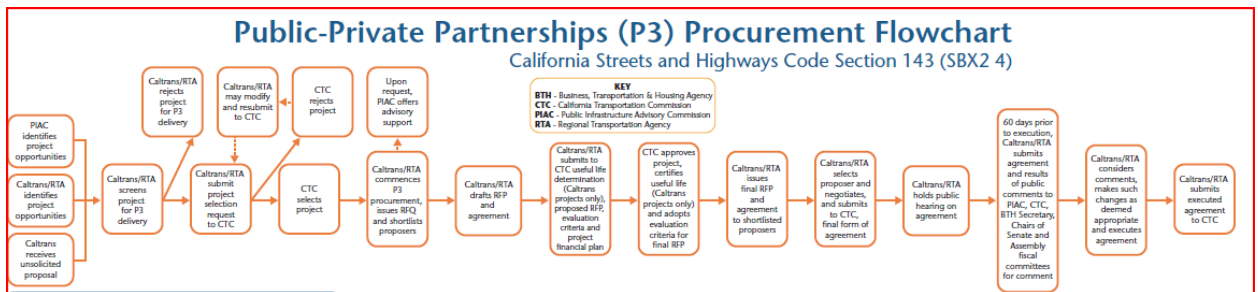 Public-Private Partnerships (P3) Procurement Flowchart
California Streets and Highways Code Section 143 (SBX2 4)
KEY
BTH - Business, Transportation & Housing Agency
CTC - California Transportation Commission
PIAC - Public Infrastructure Advisory Commission
RTA - Regional Transportation Agency
PIAC
identifies
project
opportunities
Caltrans/RTA
identifies
project
opportunities
Caltrans
receives
unsolicited
proposal
Caltrans/RTA
screens
project for P3
delivery
Caltrans/RTA
rejects
project
for P3
delivery
Caltrans/RTA
may modify
and resubmit
to CTC
CTC
rejects
project
Caltrans/RTA
submit
project
selection
request
to CTC
CTC
selects
project
Upon
request,
PIAC offers
advisory
support
Caltrans/RTA
commences
P3
procurement,
issues RFQ and
shortlists
proposers
Caltrans/RTA
drafts RFP
and
agreement
Caltrans/RTA
submits to
CTC useful life
determination
(Caltrans
projects only),
proposed RFP,
evaluation
criteria and
project
financial plan
CTC approves
project,
certifies
useful life
(Caltrans
projects only)
and adopts
evaluation
criteria for
final RFP
Caltrans/RTA
issues
final RFP
and
agreement
to shortlisted
proposers
Caltrans/RTA
selects
proposer and
negotiates,
and submits
to CTC,
final form of
agreement
Caltrans/RTA
holds public
hearing on
agreement
60 days prior
to execution,
Caltrans/RTA
submits
agreement
and results
of public
comments to
PIAC, CTC,
BTH Secretary,
Chairs of
Senate and
Assembly
fiscal
committees
for comment
Caltrans/RTA
considers
comments,
makes such
changes as
deemed
appropriate
and executes
agreement
Caltrans/RTA
submits
executed
agreement
to CTC